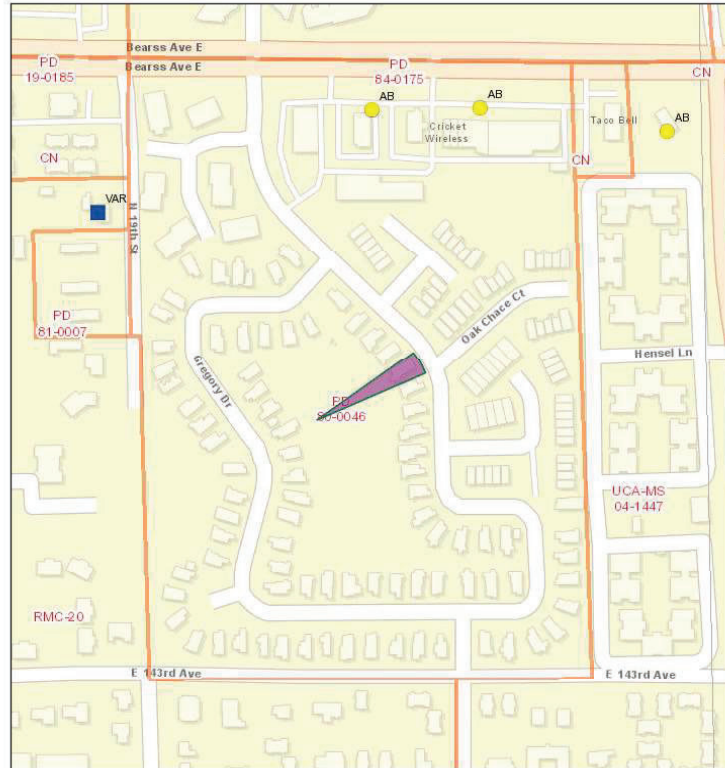 Bearss Ave E
Bearss Ave E
PD
19-0185
PD
84-0175
CN
AB
AB
AB
Cricket
Wireless
Taco Bell
CN
CN
VAR
N 19th St
PD
81-0007
Oak Chace Ct
Hensel Ln
Gregory Dr
PD
80-0046
UCA-MS
04-1447
RMC-20
E 143rd Ave
E 143rd Ave